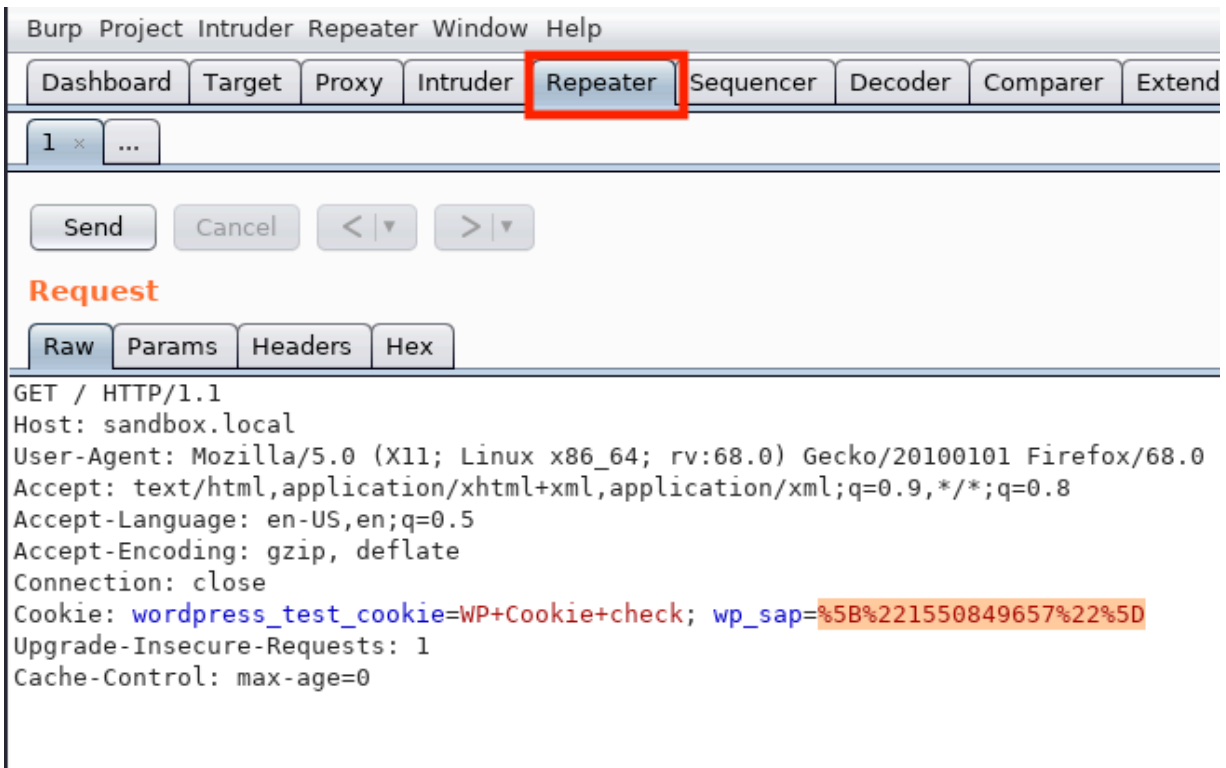 Burp Project Intruder Repeater Window Help
Dashboard Target Proxy Intruder Repeater Sequencer Decoder Comparer Extend
1 × ...
Send Cancel < > 
Request
Raw Params Headers Hex
GET / HTTP/1.1
Host: sandbox.local
User-Agent: Mozilla/5.0 (X11; Linux x86_64; rv:68.0) Gecko/20100101 Firefox/68.0
Accept: text/html,application/xhtml+xml,application/xml;q=0.9,*/*;q=0.8
Accept-Language: en-US,en;q=0.5
Accept-Encoding: gzip, deflate
Connection: close
Cookie: wordpress_test_cookie=WP+Cookie+check; wp_sap=%5B%221550849657%22%5D
Upgrade-Insecure-Requests: 1
Cache-Control: max-age=0